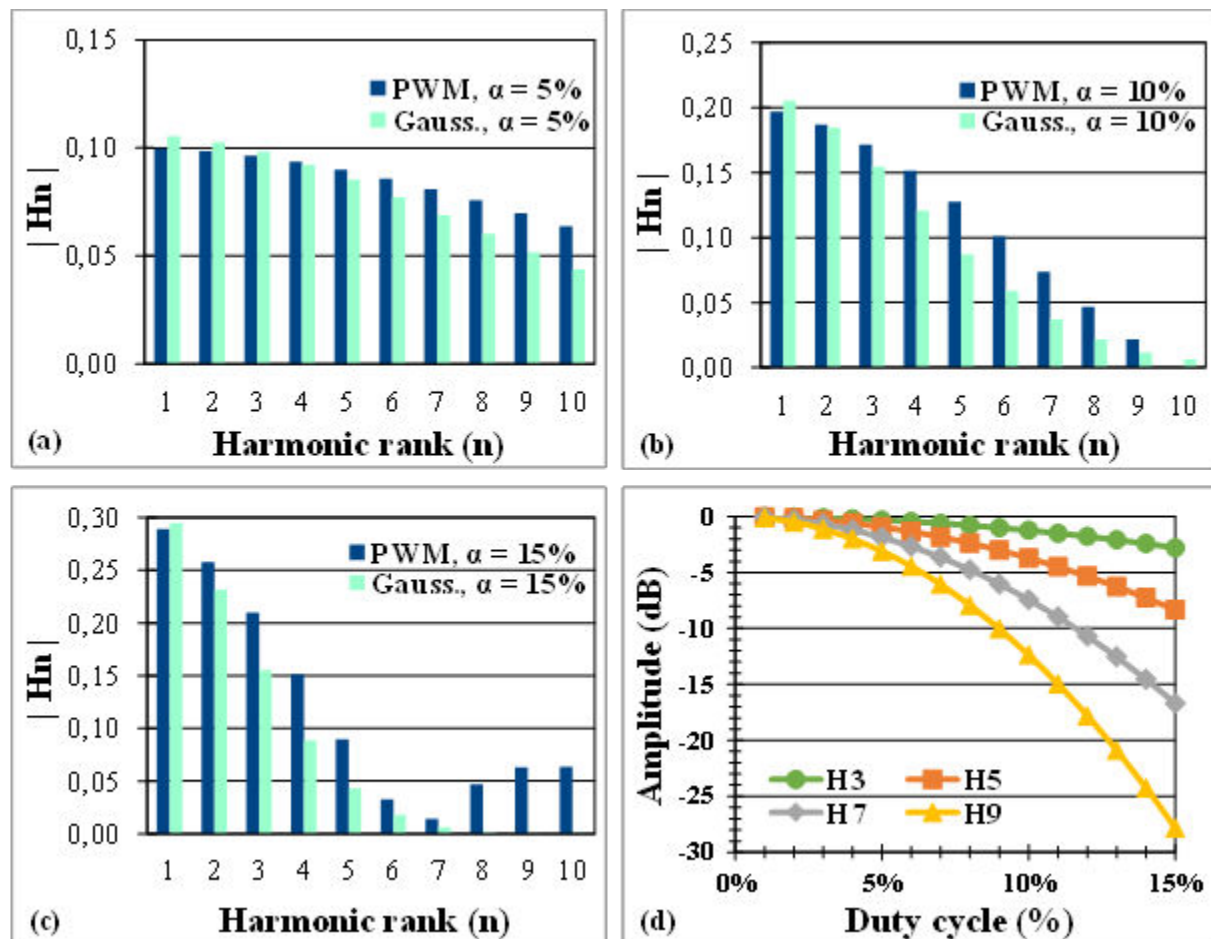 0,15
0,10
0,05
0,00
| Hn |
PWM, α = 5%
Gauss., α = 5%
1 2 3 4 5 6 7 8 9 10
(a) Harmonic rank (n)
0,25
0,20
0,15
0,10
0,05
0,00
| Hn |
PWM, α = 10%
Gauss., α = 10%
1 2 3 4 5 6 7 8 9 10
(b) Harmonic rank (n)
0,30
0,25
0,20
0,15
0,10
0,05
0,00
| Hn |
PWM, α = 15%
Gauss., α = 15%
1 2 3 4 5 6 7 8 9 10
(c) Harmonic rank (n)
0
-5
-10
-15
-20
-25
-30
Amplitude (dB)
H3 H5
H7 H9
0% 5% 10% 15%
(d) Duty cycle (%)